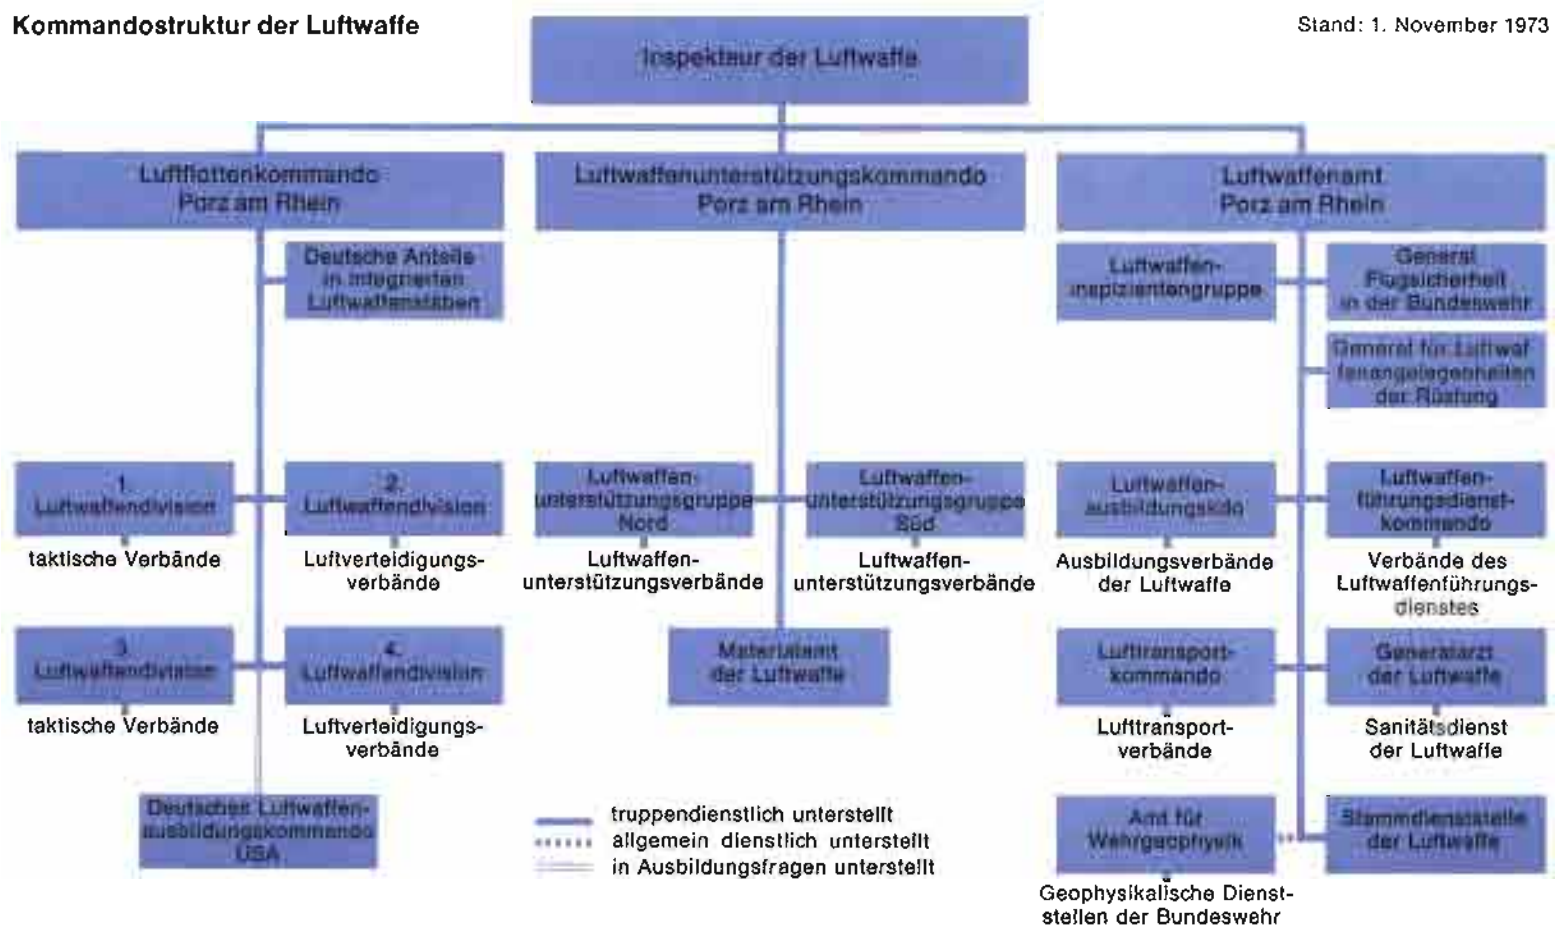 Kommandostruktur der Luftwaffe
Stand: 1. November 1973
Inspekteur der Luftwaffe
Luftflottenkommando
Porz am Rhein
Luftwaffenunterstützungskommando
Porz am Rhein
Luftwaffenamt
Porz am Rhein
Deutsche Anteile
in integrierten
Luftwaffenstäben
Luftwaffen-
inspizientengruppe
General
Flugsicherheit
in der Bundeswehr
General für Luftwaf
fenangelegenheiten
der Rüstung
1.
Luftwaffendivision
taktische Verbände
2.
Luftwaffendivision
Luftverteidigungs-
verbände
Luftwaffen-
unterstützungsgruppe
Nord
Luftwaffen-
unterstützungsverbände
Luftwaffen-
unterstützungsgruppe
Süd
Luftwaffen-
unterstützungsverbände
Luftwaffen-
ausbildungskdo
Ausbildungsverbände
der Luftwaffe
Luftwaffen-
führungsdienst-
kommando
Verbände des
Luftwaffenführungs-
dienstes
3.
Luftwaffendivision
taktische Verbände
4.
Luftwaffendivision
Luftverteidigungs-
verbände
Materialamt
der Luftwaffe
Lufttransport-
kommando
Lufttransport-
verbände
Generalarzt
der Luftwaffe
Sanitätsdienst
der Luftwaffe
Deutsches Luftwaffen-
ausbildungskommando
USA
truppendienstlich unterstellt
allgemein dienstlich unterstellt
in Ausbildungsfragen unterstellt
Amt für
Wehrgeophysik
Geophysikalische Dienst-
stellen der Bundeswehr
Stammdienststelle
der Luftwaffe